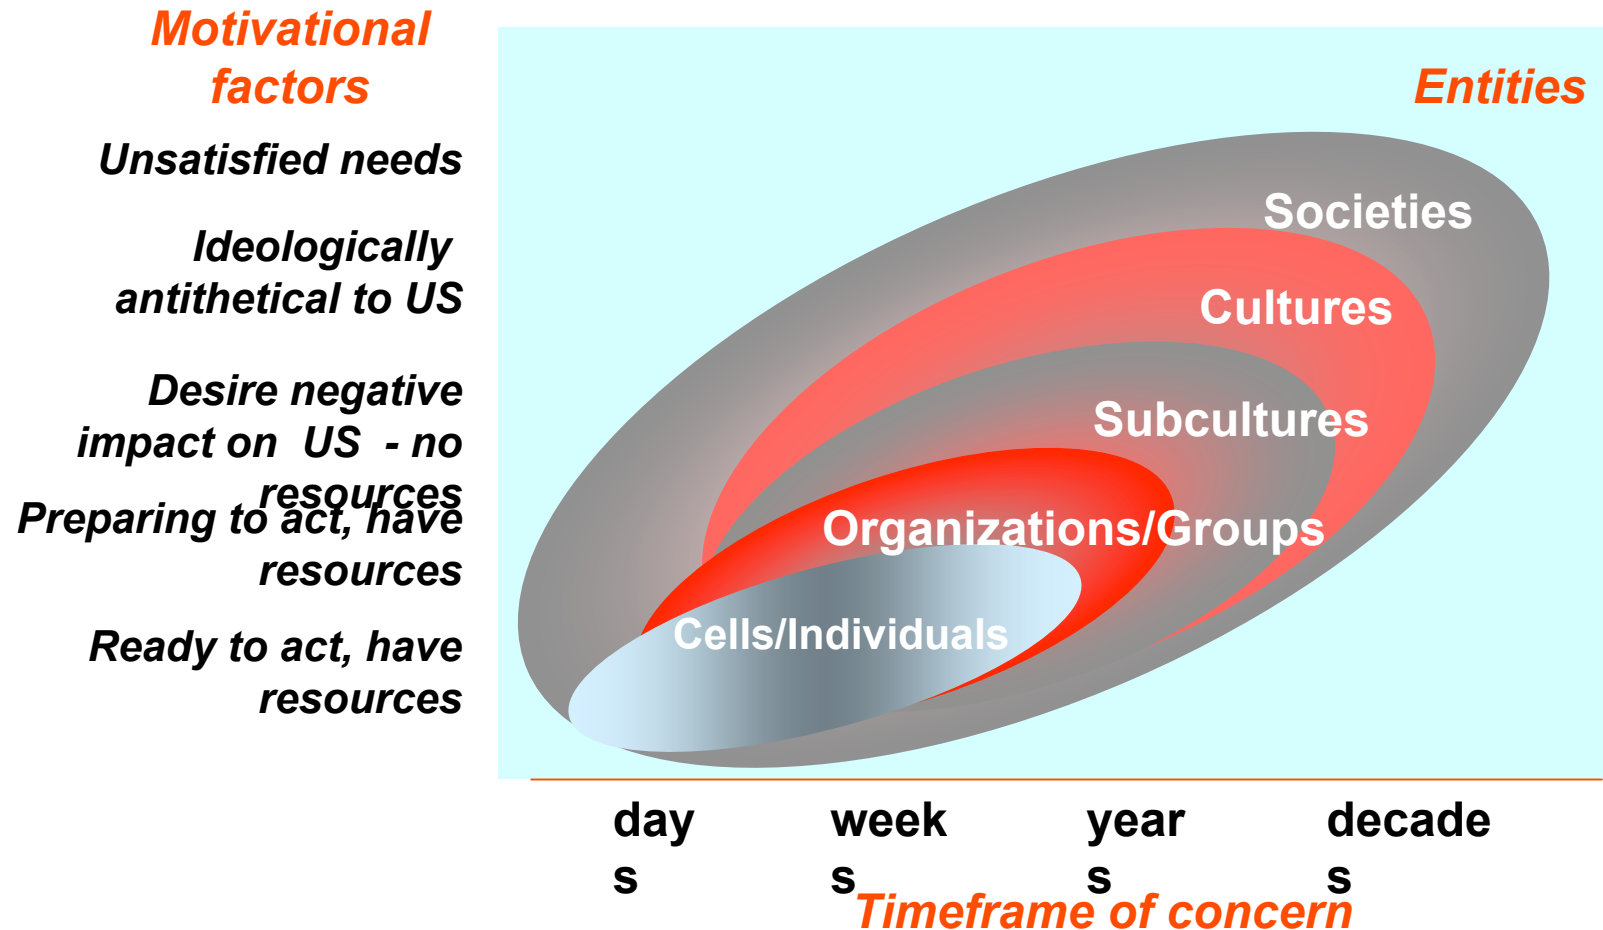 Motivational
factors
Entities
Unsatisfied needs
Ideologically
antithetical to US
Desire negative
impact on  US  - no
resources
Preparing to act, have
resources
Ready to act, have
resources
Societies
Cultures
Subcultures
Organizations/Groups
Cells/Individuals
day
s
week
s
year
s
decade
s
Timeframe of concern